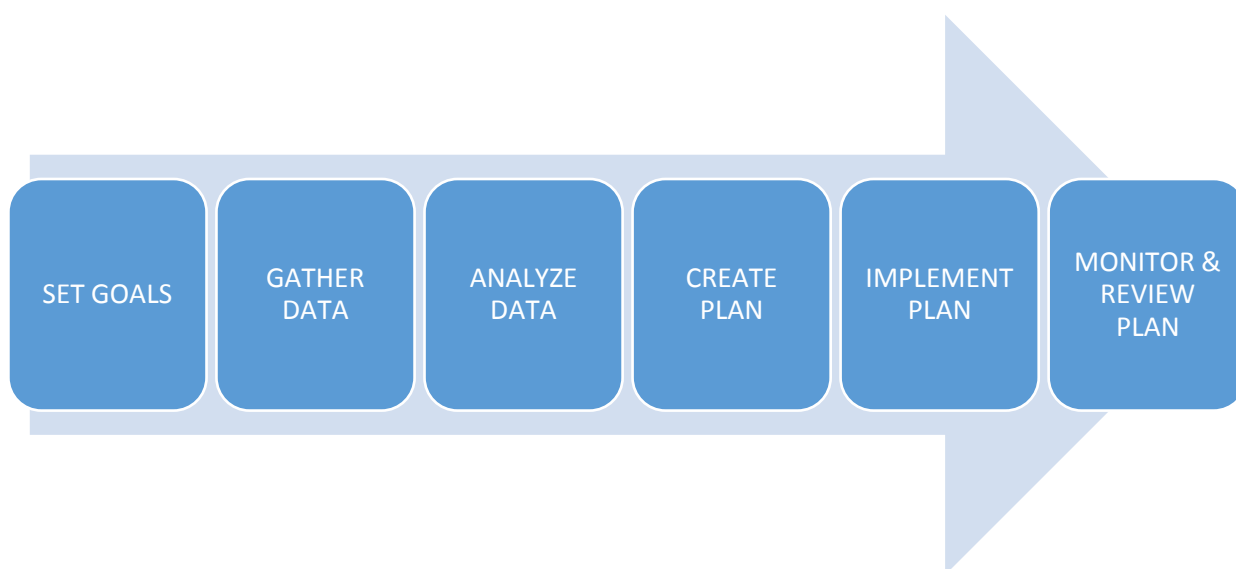 SET GOALS
GATHER
DATA
ANALYZE
DATA
CREATE
PLAN
IMPLEMENT
PLAN
MONITOR &
REVIEW
PLAN